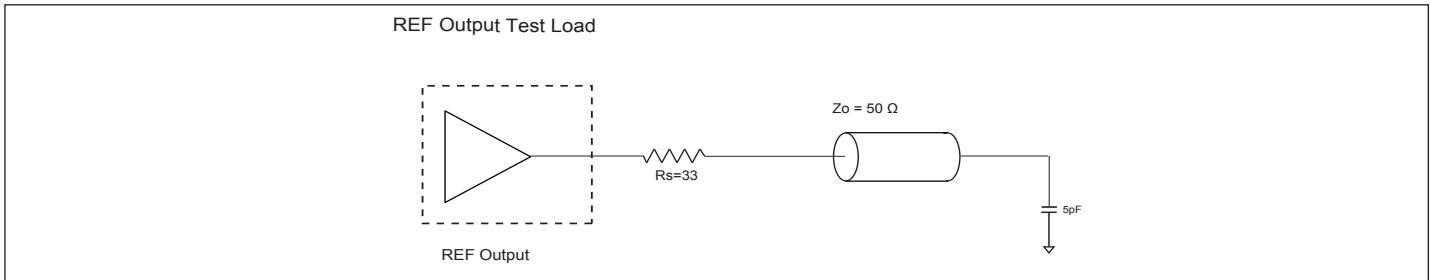 REF Output Test Load
Zo = 50 Ω
Rs=33
5pF
REF Output